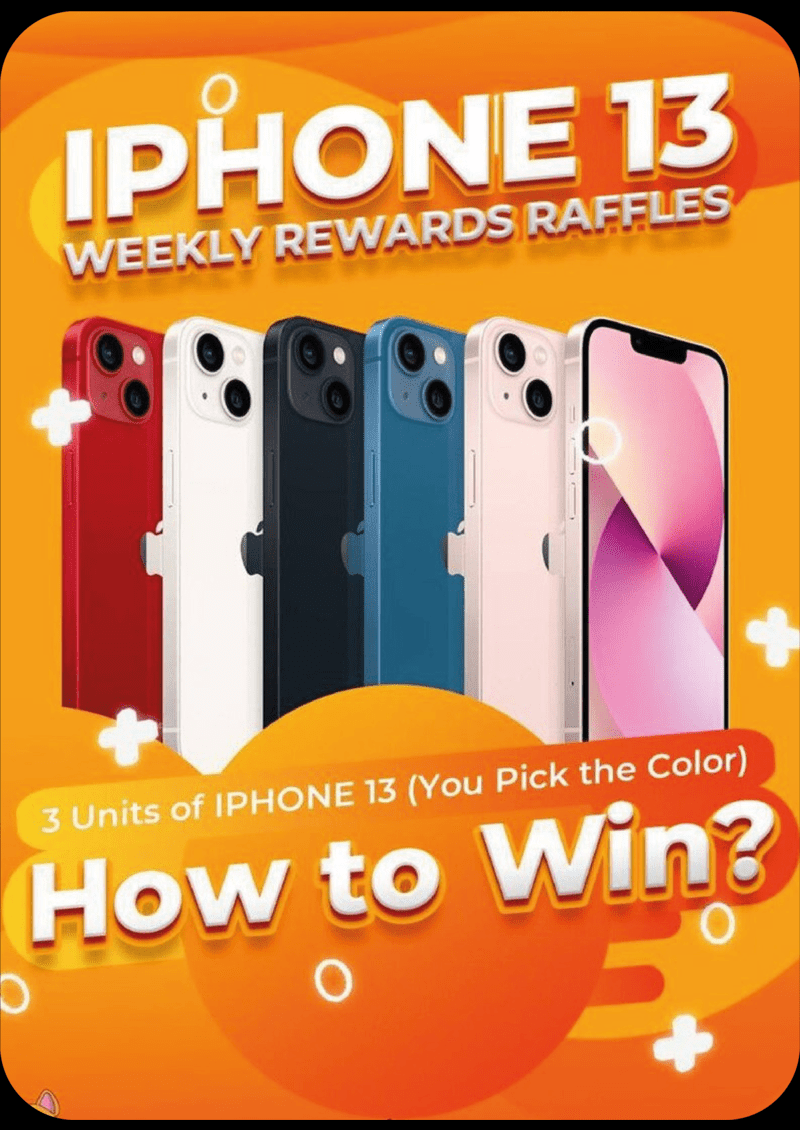 IPHONE 13
WEEKLY REWARDS RAFFLES
3 Units of IPHONE 13 (You Pick the Color)
How to Win?